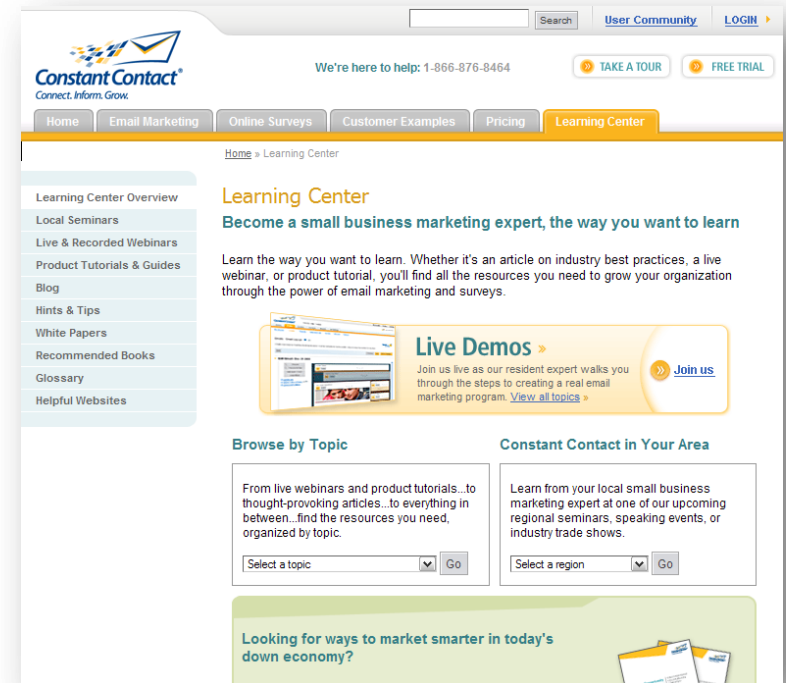 Search
User Community
LOGIN
Constant Contact®
Connect. Inform. Grow.
We're here to help: 1-866-876-8464
TAKE A TOUR
FREE TRIAL
Home
Email Marketing
Online Surveys
Customer Examples
Pricing
Learning Center
Home » Learning Center
Learning Center Overview
Local Seminars
Live & Recorded Webinars
Product Tutorials & Guides
Blog
Hints & Tips
White Papers
Recommended Books
Glossary
Helpful Websites
Learning Center
Become a small business marketing expert, the way you want to learn
Learn the way you want to learn. Whether it's an article on industry best practices, a live
webinar, or product tutorial, you'll find all the resources you need to grow your organization
through the power of email marketing and surveys.
Live Demos »
Join us live as our resident expert walks you
through the steps to creating a real email
marketing program. View all topics »
Join us
Browse by Topic
From live webinars and product tutorials...to
thought-provoking articles...to everything in
between...find the resources you need,
organized by topic.
Select a topic
Go
Constant Contact in Your Area
Learn from your local small business
marketing expert at one of our upcoming
regional seminars, speaking events, or
industry trade shows.
Select a region
Go
Looking for ways to market smarter in today's
down economy?